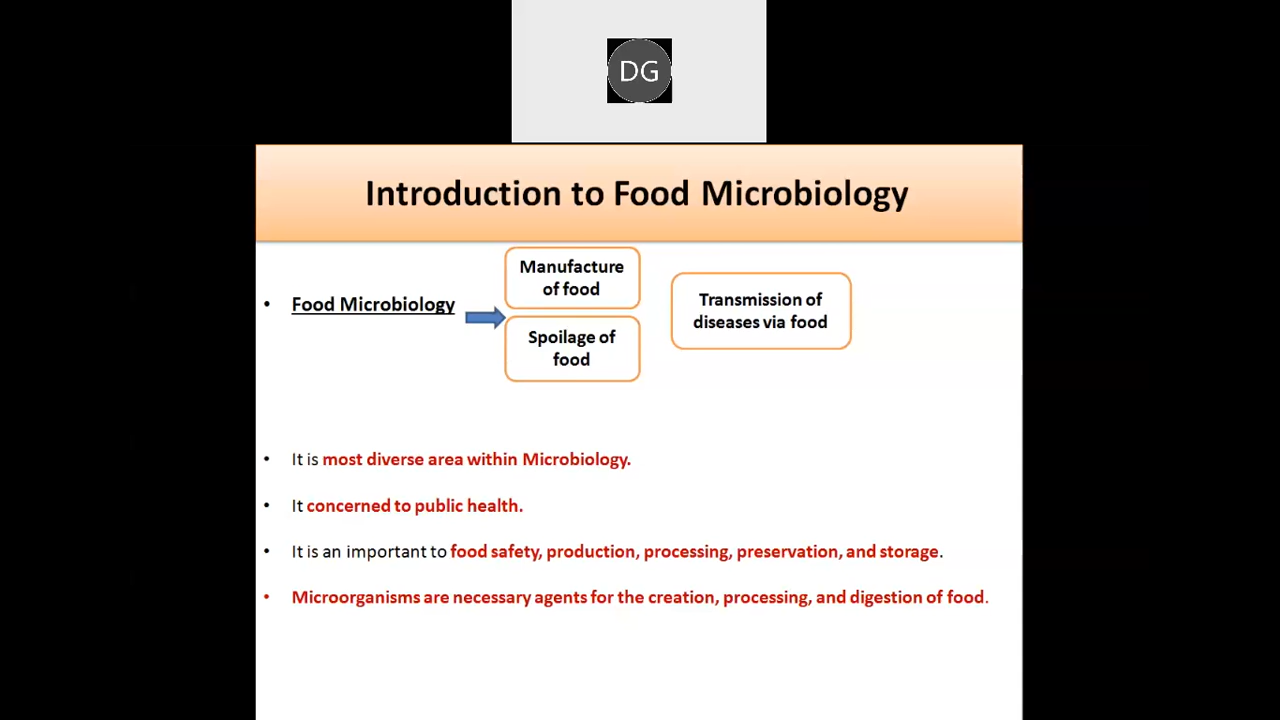 DG
Introduction to Food Microbiology
• Food Microbiology
Manufacture
of food
Spoilage of
food
Transmission of
diseases via food
• It is most diverse area within Microbiology.
• It concerned to public health.
• It is an important to food safety, production, processing, preservation, and storage.
• Microorganisms are necessary agents for the creation, processing, and digestion of food.